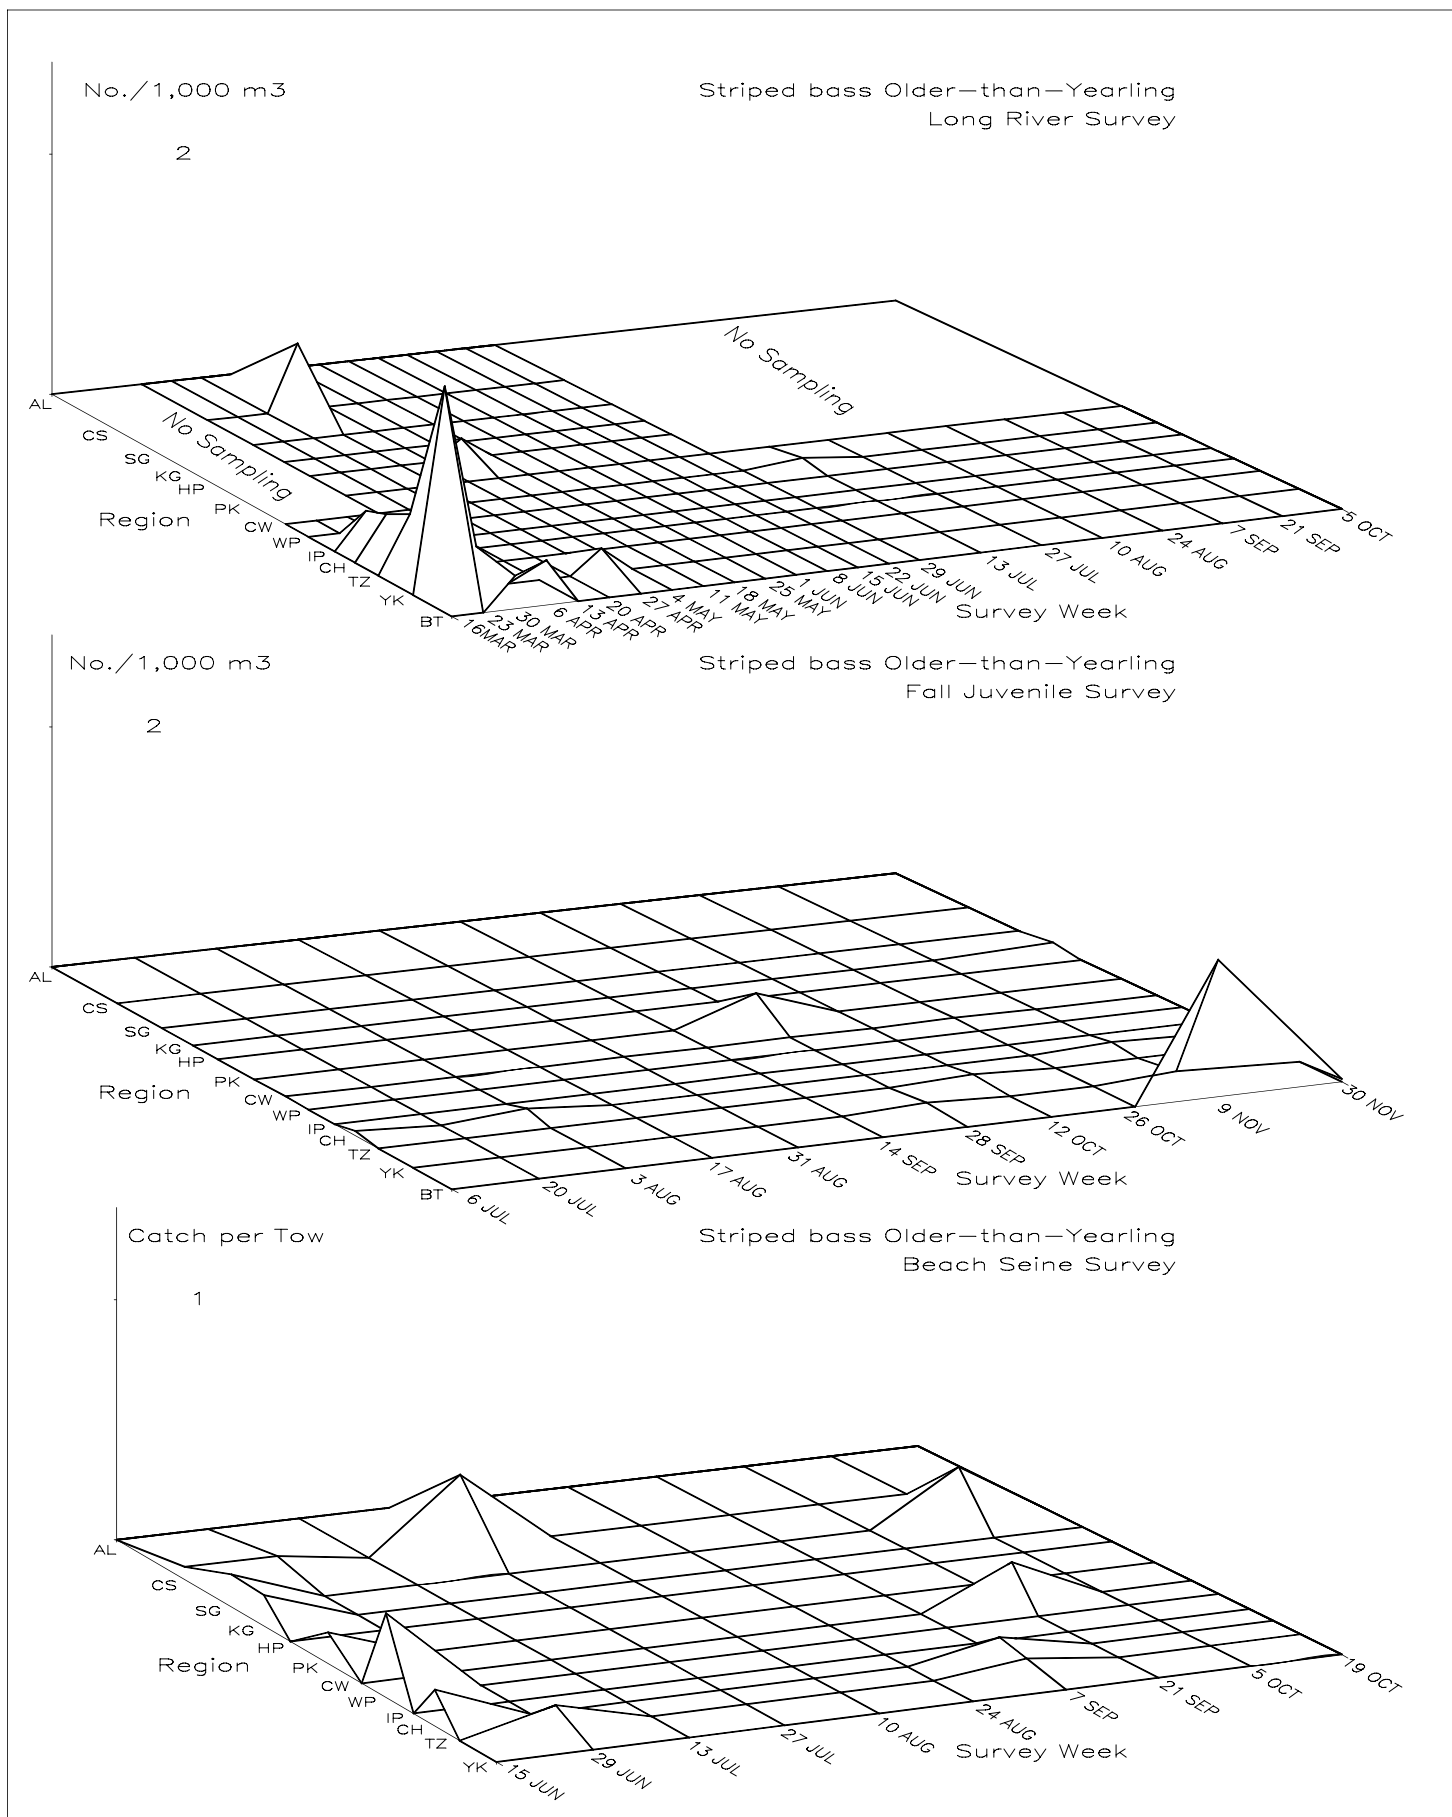 No./1,000 m3
Striped bass Older—than—Yearling
Long River Survey
2
No Sampling
No Sampling
AL
CS
SG
KG
HP
PK
CW
WP
IP
CH
TZ
YK
BT
Region
16MAR
23 MAR
30 MAR
6 APR
13 APR
20 APR
27 APR
4 MAY
11 MAY
18 MAY
25 MAY
1 JUN
8 JUN
15 JUN
22 JUN
29 JUN
13 JUL
27 JUL
10 AUG
24 AUG
7 SEP
21 SEP
5 OCT
Survey Week
No./1,000 m3
Striped bass Older—than—Yearling
Fall Juvenile Survey
2
AL
CS
SG
KG
HP
PK
CW
WP
IP
CH
TZ
YK
BT
Region
6 JUL
20 JUL
3 AUG
17 AUG
31 AUG
14 SEP
28 SEP
12 OCT
26 OCT
9 NOV
30 NOV
Survey Week
Catch per Tow
Striped bass Older—than—Yearling
Beach Seine Survey
1
AL
CS
SG
KG
HP
PK
CW
WP
IP
CH
TZ
YK
Region
15 JUN
29 JUN
13 JUL
27 JUL
10 AUG
24 AUG
7 SEP
21 SEP
5 OCT
19 OCT
Survey Week